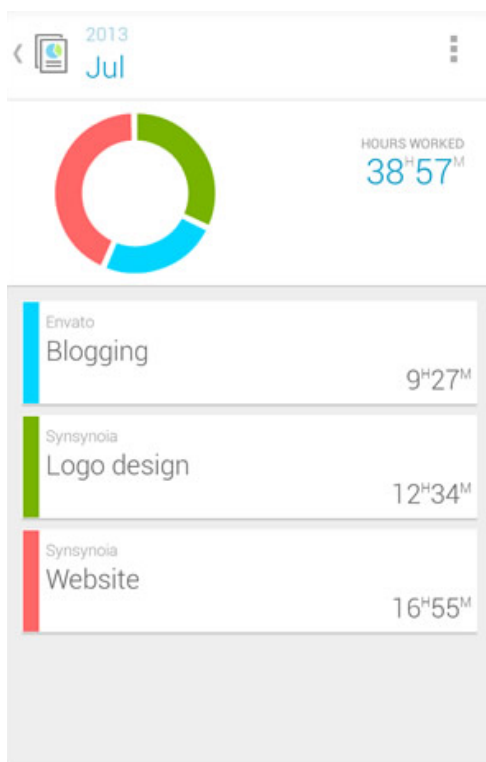 2013
Jul
HOURS WORKED
38H57M
Envato
Blogging
9H27M
Synsynoia
Logo design
12H34M
Synsynoia
Website
16H55M